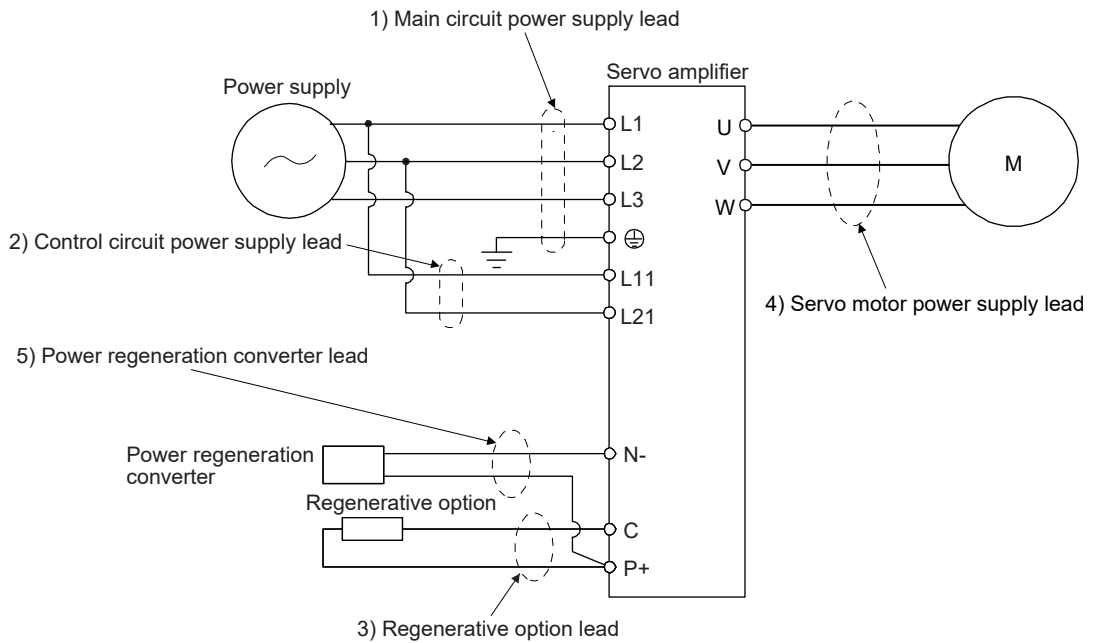 1) Main circuit power supply lead
Servo amplifier
Power supply
L1
L2
L3
U
V
W
M
2) Control circuit power supply lead
L11
L21
4) Servo motor power supply lead
5) Power regeneration converter lead
Power regeneration
converter
N-
Regenerative option
C
P+
3) Regenerative option lead